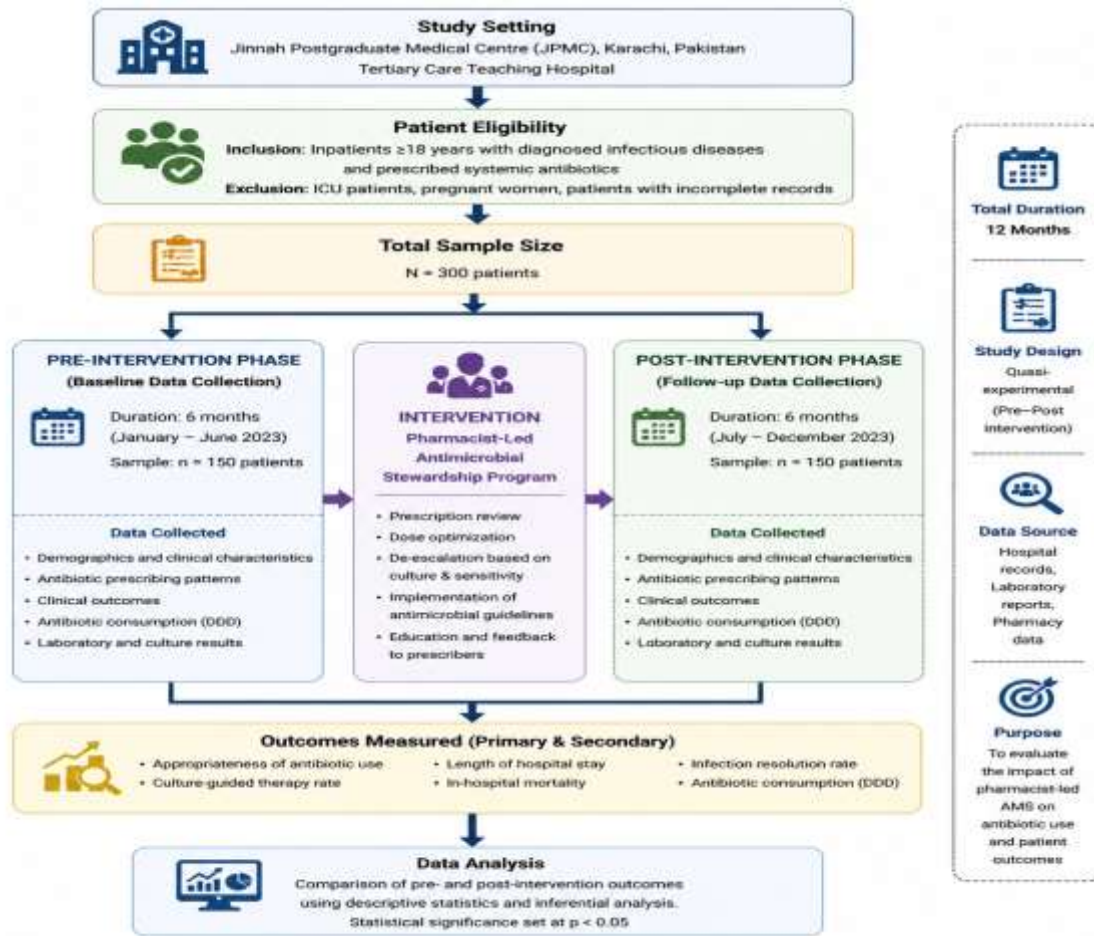 Study Setting
Jinnah Postgraduate Medical Centre (JPMC), Karachi, Pakistan
Tertiary Care Teaching Hospital
Patient Eligibility
Inclusion: Inpatients ≥18 years with diagnosed infectious diseases
and prescribed systemic antibiotics
Exclusion: ICU patients, pregnant women, patients with incomplete records
Total Sample Size
N = 300 patients
PRE-INTERVENTION PHASE
(Baseline Data Collection)
Duration: 6 months
(January – June 2023)
Sample: n = 150 patients
Data Collected
• Demographics and clinical characteristics
• Antibiotic prescribing patterns
• Clinical outcomes
• Antibiotic consumption (DDD)
• Laboratory and culture results
INTERVENTION
Pharmacist-Led
Antimicrobial
Stewardship Program
• Prescription review
• Dose optimization
• De-escalation based on
culture & sensitivity
• Implementation of
antimicrobial guidelines
• Education and feedback
to prescribers
POST-INTERVENTION PHASE
(Follow-up Data Collection)
Duration: 6 months
(July – December 2023)
Sample: n = 150 patients
Data Collected
• Demographics and clinical characteristics
• Antibiotic prescribing patterns
• Clinical outcomes
• Antibiotic consumption (DDD)
• Laboratory and culture results
Outcomes Measured (Primary & Secondary)
• Appropriateness of antibiotic use
• Length of hospital stay
• Infection resolution rate
• Culture-guided therapy rate
• In-hospital mortality
• Antibiotic consumption (DDD)
Data Analysis
Comparison of pre- and post-intervention outcomes
using descriptive statistics and inferential analysis.
Statistical significance set at p < 0.05
Total Duration
12 Months
Study Design
Quasi-
experimental
(Pre–Post
intervention)
Data Source
Hospital
records,
Laboratory
reports,
Pharmacy
data
Purpose
To evaluate
the impact of
pharmacist-led
AMS on
antibiotic use
and patient
outcomes